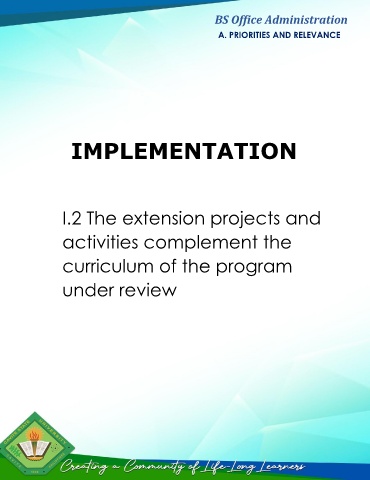 BS Office Administration
A. PRIORITIES AND RELEVANCE
IMPLEMENTATION
I.2 The extension projects and
activities complement the
curriculum of the program
under review
Creating a Community of Life-Long Learners